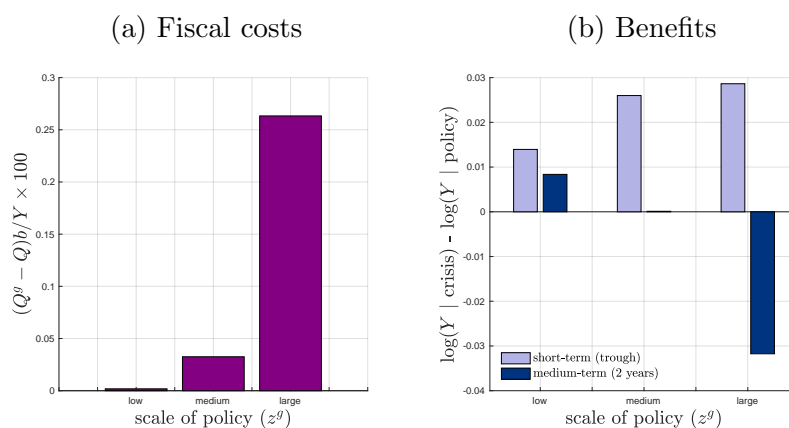 (a) Fiscal costs
(Q^g − Q)b/Y × 100
0.3
0.25
0.2
0.15
0.1
0.05
0
low medium large
scale of policy (z^g)
(b) Benefits
log(Y | crisis) - log(Y | policy)
0.03
0.02
0.01
0
-0.01
-0.02
-0.03
-0.04
short-term (trough)
medium-term (2 years)
low medium large
scale of policy (z^g)